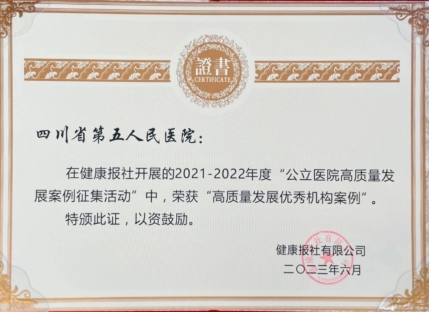 證書
CERTIFICATE
四川省第五人民医院：
在健康报社开展的2021-2022年度“公立医院高质量发
展案例征集活动”中，荣获“高质量发展优秀机构案例”。
特颁此证，以资鼓励。
健康报社有限公司
二〇二三年六月